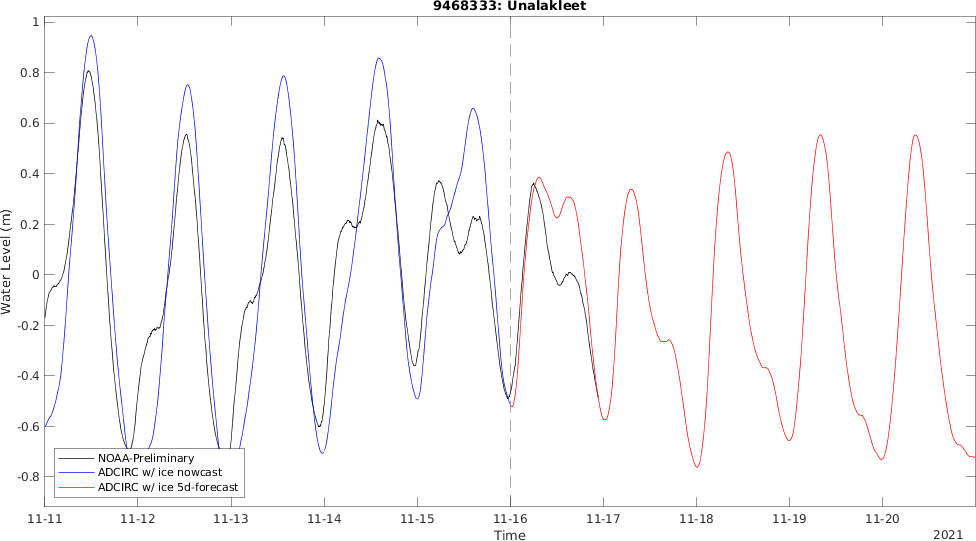 9468333: Unalakleet
1
0.8
0.6
0.4
0.2
0
-0.2
-0.4
-0.6
-0.8
Water Level (m)
NOAA-Preliminary
ADCIRC w/ ice nowcast
ADCIRC w/ ice 5d-forecast
11-11 11-12 11-13 11-14 11-15 11-16 11-17 11-18 11-19 11-20
Time
2021